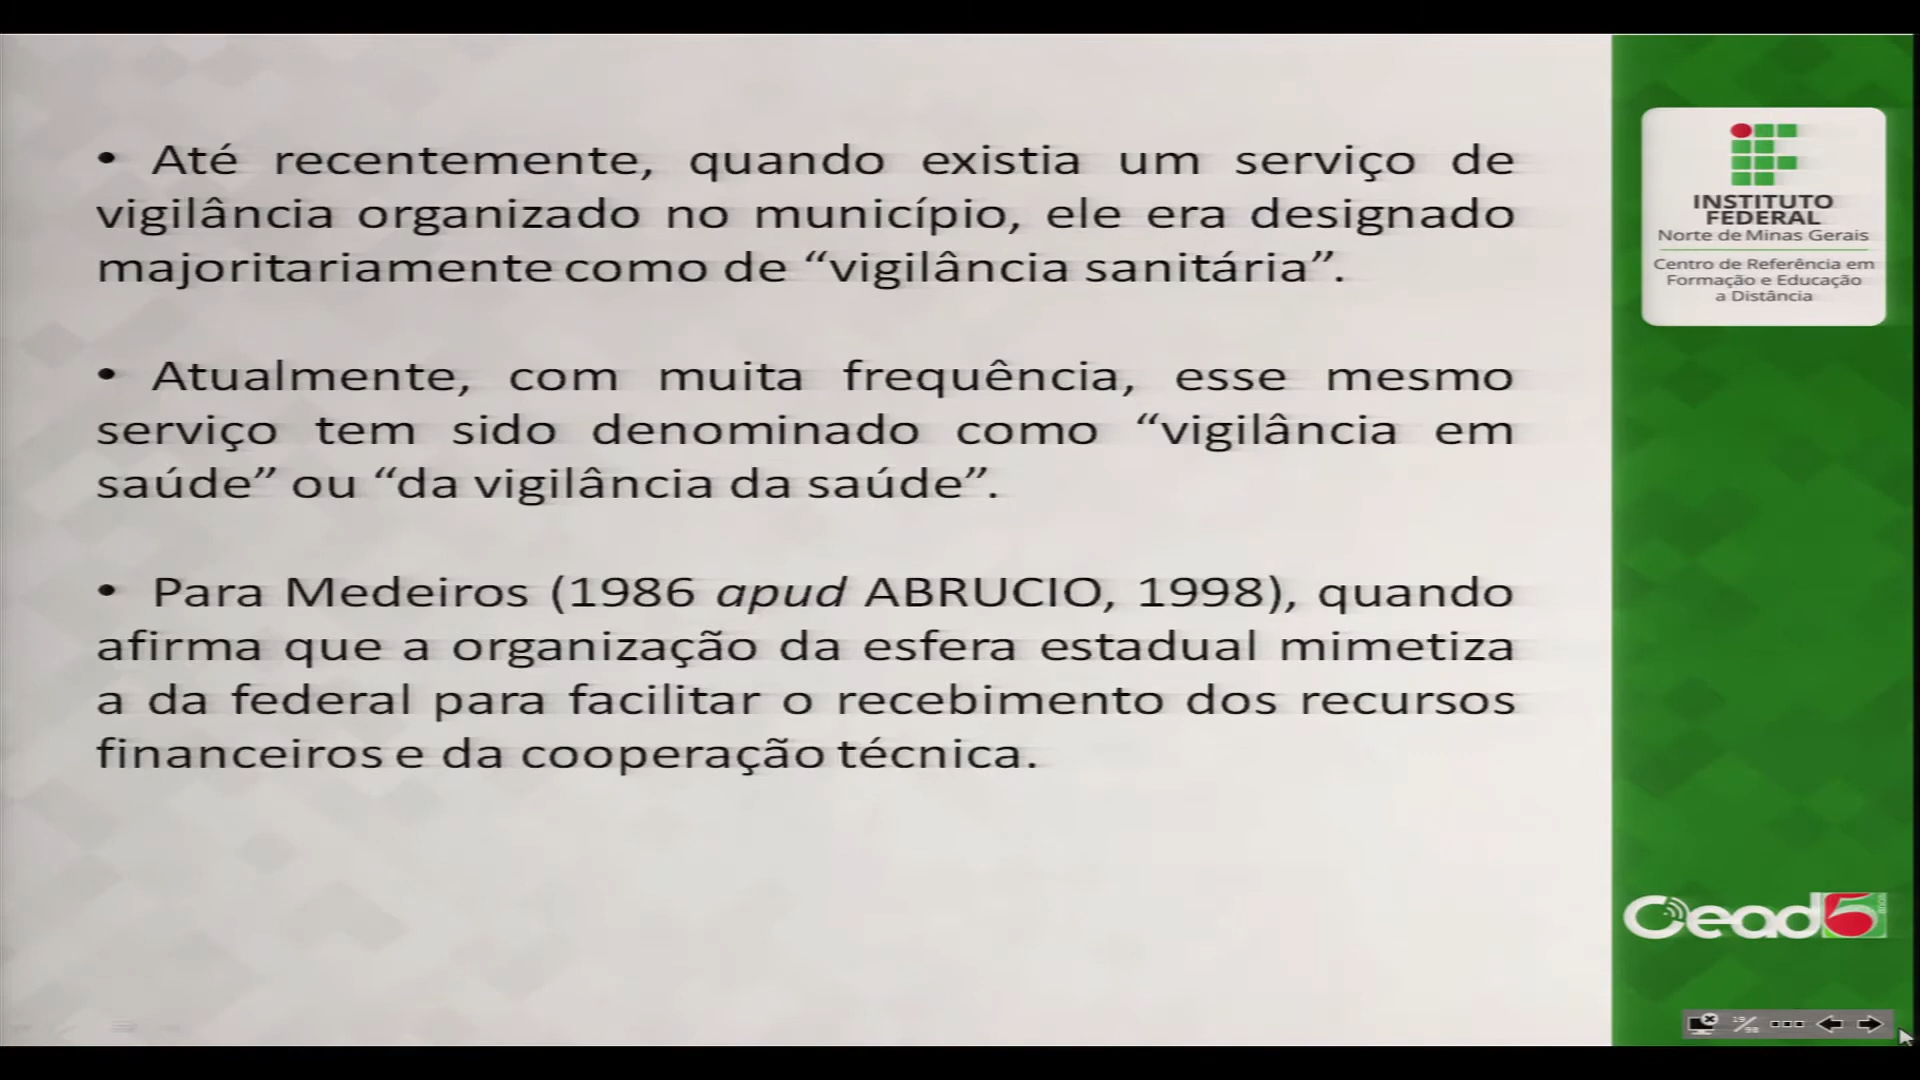 • Até recentemente, quando existia um serviço de
vigilância organizado no município, ele era designado
majoritariamente como de “vigilância sanitária”.
• Atualmente, com muita frequência, esse mesmo
serviço tem sido denominado como “vigilância em
saúde” ou “da vigilância da saúde”.
• Para Medeiros (1986 apud ABRUCIO, 1998), quando
afirma que a organização da esfera estadual mimetiza
a da federal para facilitar o recebimento dos recursos
financeiros e da cooperação técnica.
INSTITUTO
FEDERAL
Norte de Minas Gerais
Centro de Referência em
Formação e Educação
a Distância
Cead 5
19/98